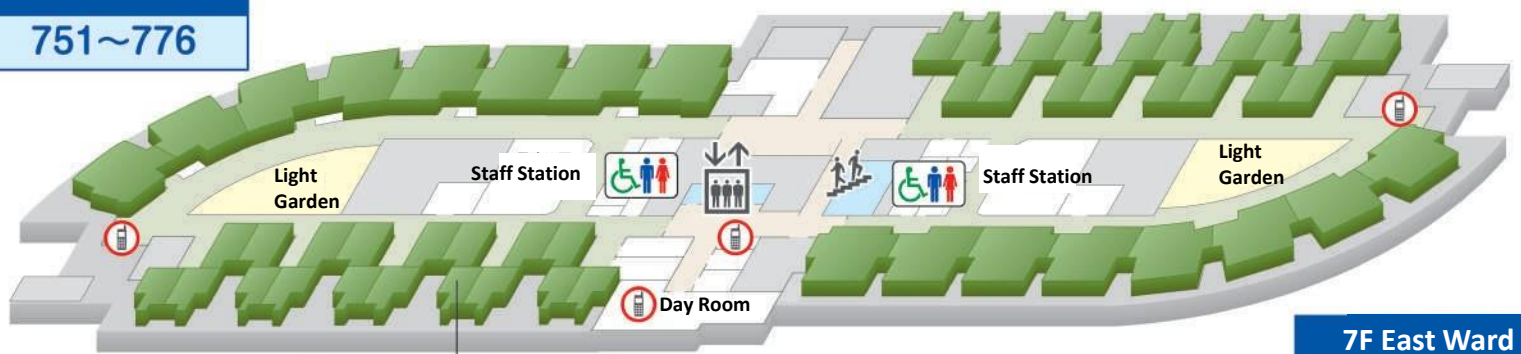 751～776
Light
Garden
Staff Station
Staff Station
Light
Garden
Day Room
7F East Ward